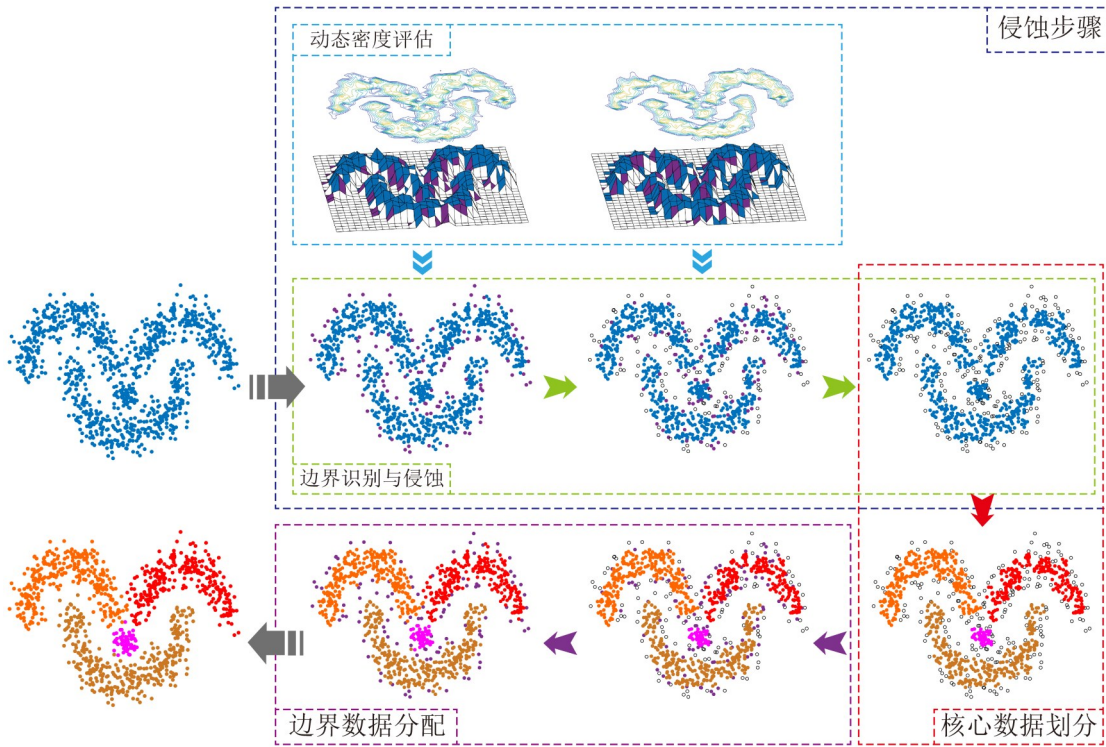 侵蚀步骤
动态密度评估
边界识别与侵蚀
边界数据分配
核心数据划分